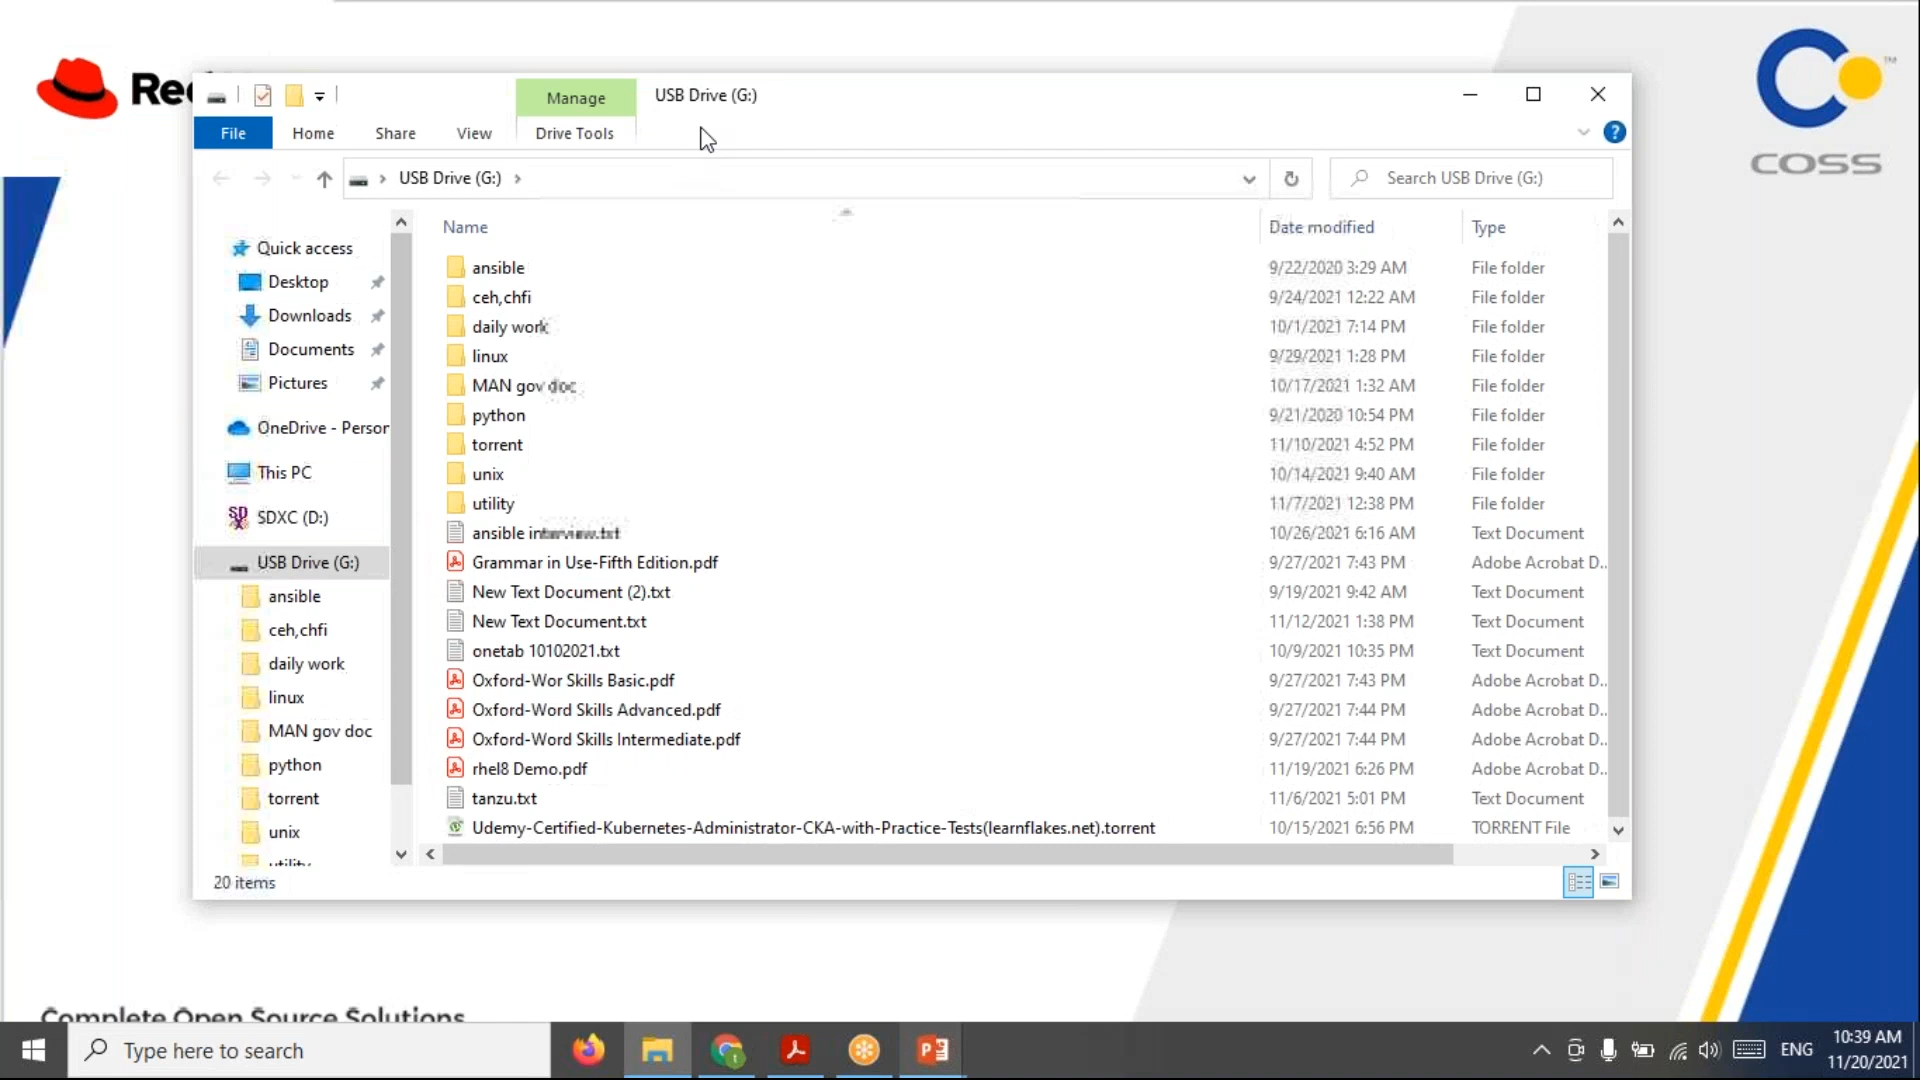 USB Drive (G:)
Manage
File
Home
Share
View
Drive Tools
USB Drive (G:)
Search USB Drive (G:)
COSS
TM
Name
Date modified
Type
Quick access
Desktop
Downloads
Documents
Pictures
OneDrive - Person
This PC
SDXC (D:)
USB Drive (G:)
ansible
ceh,chfi
daily work
linux
MAN gov doc
python
torrent
unix
ansible 9/22/2020 3:29 AM File folder
ceh,chfi 9/24/2021 12:22 AM File folder
daily work 10/1/2021 7:14 PM File folder
linux 9/29/2021 1:28 PM File folder
MAN gov doc 10/17/2021 1:32 AM File folder
python 9/21/2020 10:54 PM File folder
torrent 11/10/2021 4:52 PM File folder
unix 10/14/2021 9:40 AM File folder
utility 11/7/2021 12:38 PM File folder
ansible interview.txt 10/26/2021 6:16 AM Text Document
Grammar in Use-Fifth Edition.pdf 9/27/2021 7:43 PM Adobe Acrobat D..
New Text Document (2).txt 9/19/2021 9:42 AM Text Document
New Text Document.txt 11/12/2021 1:38 PM Text Document
onetab 10102021.txt 10/9/2021 10:35 PM Text Document
Oxford-Wor Skills Basic.pdf 9/27/2021 7:43 PM Adobe Acrobat D..
Oxford-Word Skills Advanced.pdf 9/27/2021 7:44 PM Adobe Acrobat D..
Oxford-Word Skills Intermediate.pdf 9/27/2021 7:44 PM Adobe Acrobat D..
rhel8 Demo.pdf 11/19/2021 6:26 PM Adobe Acrobat D..
tanzu.txt 11/6/2021 5:01 PM Text Document
Udemy-Certified-Kubernetes-Administrator-CKA-with-Practice-Tests(learnflakes.net).torrent 10/15/2021 6:56 PM TORRENT File
20 items
Complete Open Source Solutions
Type here to search
ENG
10:39 AM
11/20/2021